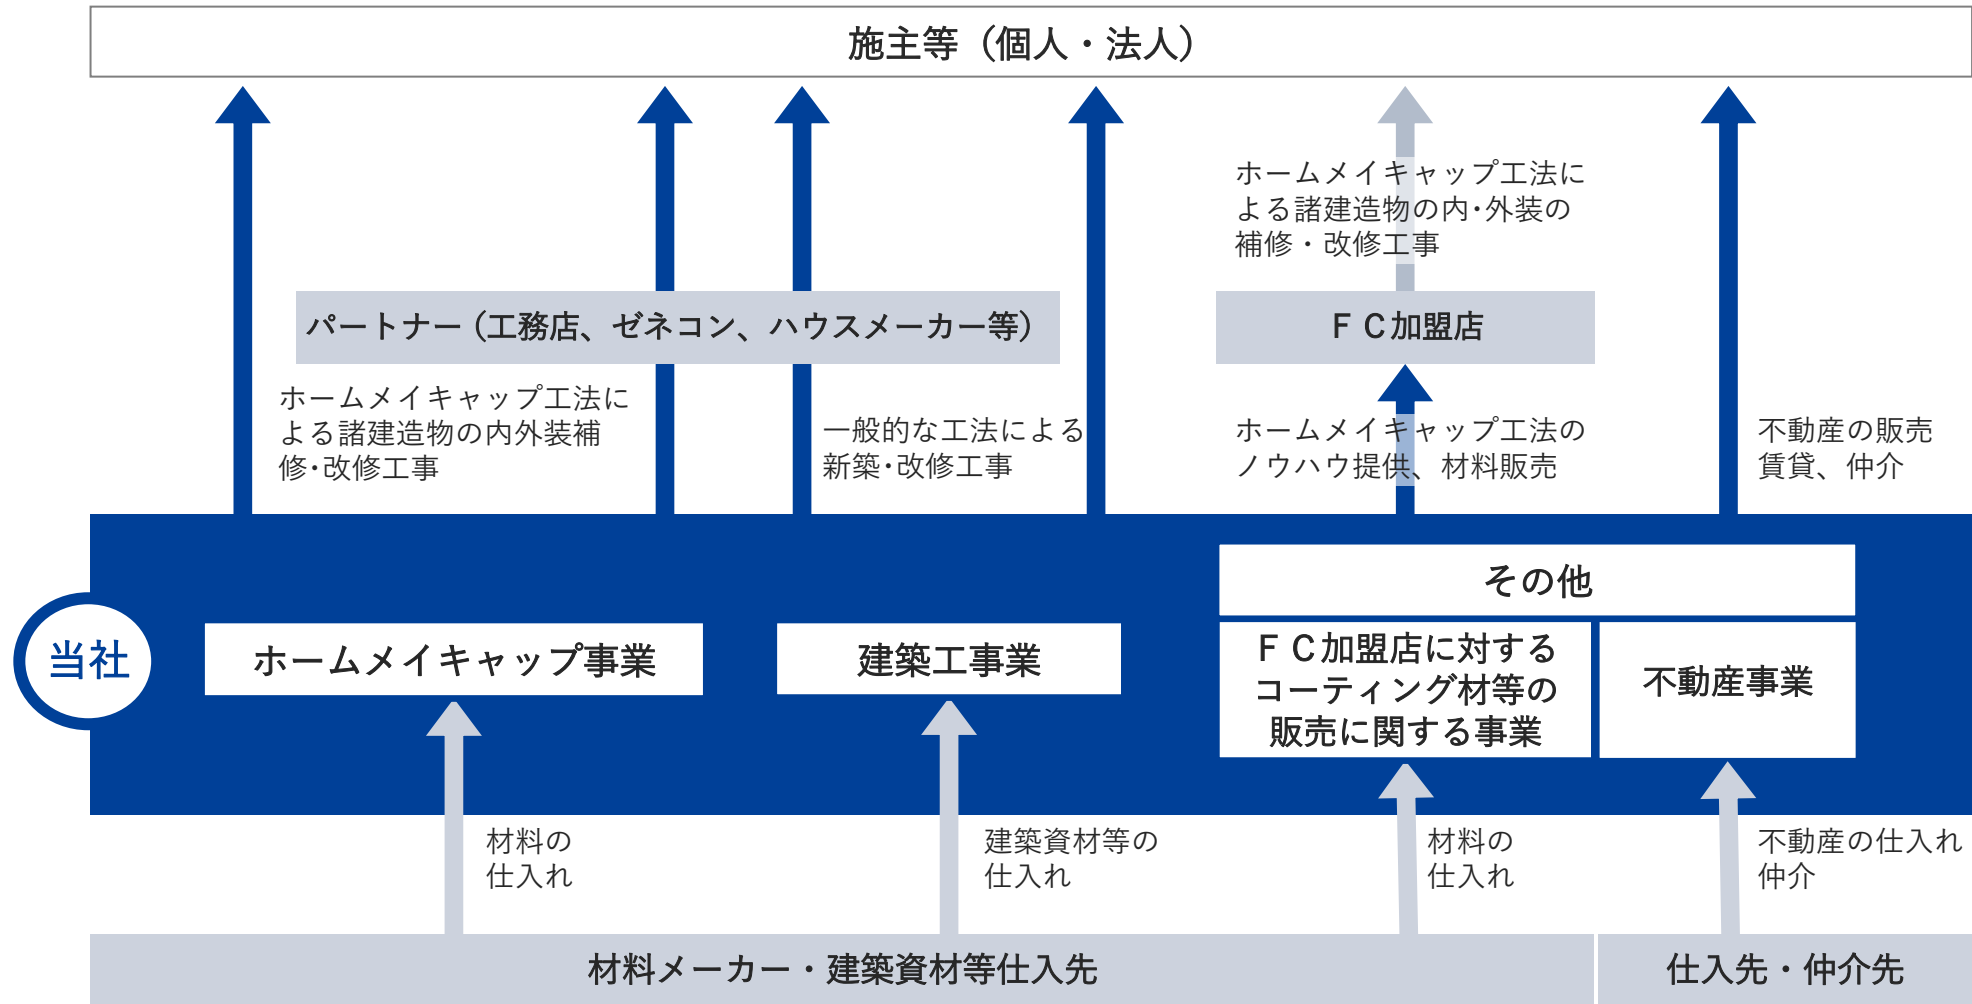 施主等（個人・法人）
ホームメイキャップ工法に
よる諸建造物の内・外装の
補修・改修工事
パートナー（工務店、ゼネコン、ハウスメーカー等）
ＦＣ加盟店
ホームメイキャップ工法に
よる諸建造物の内外装補
修・改修工事
一般的な工法による
新築・改修工事
ホームメイキャップ工法の
ノウハウ提供、材料販売
不動産の販売
賃貸、仲介
当社
ホームメイキャップ事業
建築工事業
その他
ＦＣ加盟店に対する
コーティング材等の
販売に関する事業
不動産事業
材料の
仕入れ
建築資材等の
仕入れ
材料の
仕入れ
不動産の仕入れ
仲介
材料メーカー・建築資材等仕入先
仕入先・仲介先